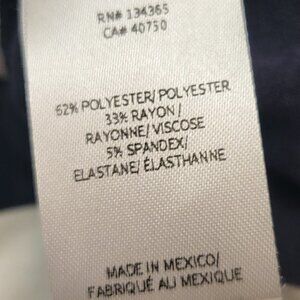 RN# 134365
CA# 40750
62% POLYESTER/ POLYESTER
33% RAYON/
RAYONNE/ VISCOSE
5% SPANDEX/
ELASTANE/ ÉLASTHANNE
MADE IN MEXICO/
FABRIQUÉ AU MEXIQUE